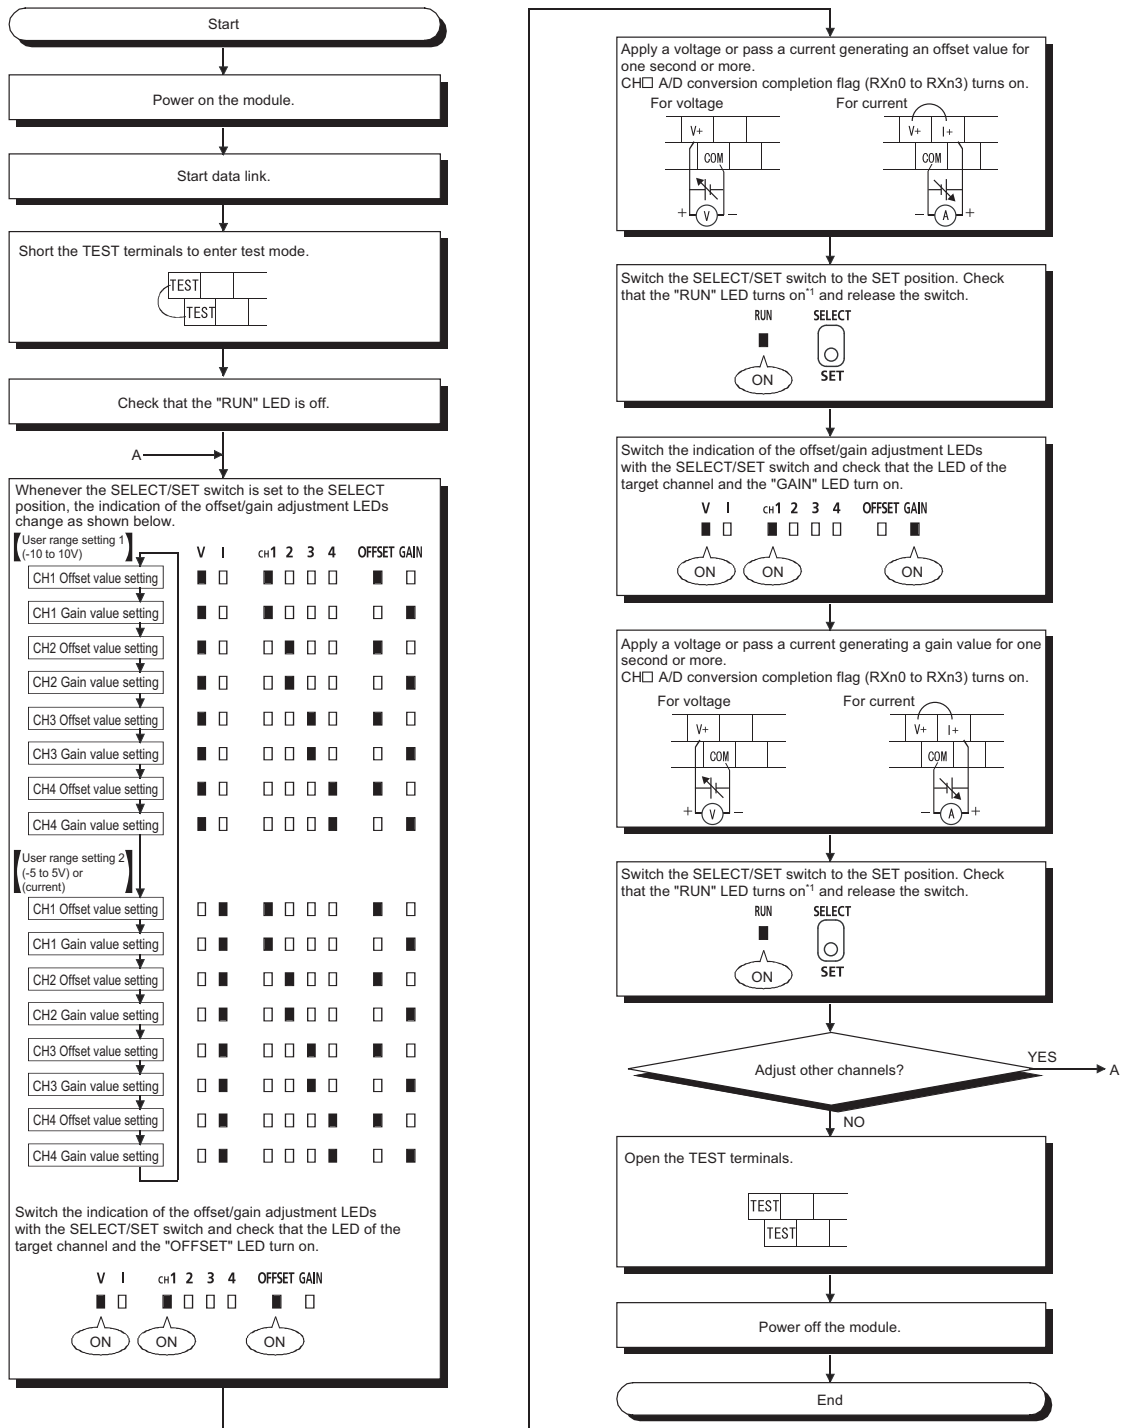 Start
Power on the module.
Start data link.
Short the TEST terminals to enter test mode.
TEST
TEST
Check that the "RUN" LED is off.
A
Whenever the SELECT/SET switch is set to the SELECT
position, the indication of the offset/gain adjustment LEDs
change as shown below.
【User range setting 1
(-10 to 10V)】
V I CH1 2 3 4 OFFSET GAIN
CH1 Offset value setting
CH1 Gain value setting
CH2 Offset value setting
CH2 Gain value setting
CH3 Offset value setting
CH3 Gain value setting
CH4 Offset value setting
CH4 Gain value setting
【User range setting 2
(-5 to 5V) or
(current)】
CH1 Offset value setting
CH1 Gain value setting
CH2 Offset value setting
CH2 Gain value setting
CH3 Offset value setting
CH3 Gain value setting
CH4 Offset value setting
CH4 Gain value setting
Switch the indication of the offset/gain adjustment LEDs
with the SELECT/SET switch and check that the LED of the
target channel and the "OFFSET" LED turn on.
V I CH1 2 3 4 OFFSET GAIN
ON ON ON
Apply a voltage or pass a current generating an offset value for
one second or more.
CH□ A/D conversion completion flag (RXn0 to RXn3) turns on.
For voltage For current
V+ V+ I+
COM COM
+ V − − A +
Switch the SELECT/SET switch to the SET position. Check
that the "RUN" LED turns on*1 and release the switch.
RUN SELECT
ON SET
Switch the indication of the offset/gain adjustment LEDs
with the SELECT/SET switch and check that the LED of the
target channel and the "GAIN" LED turn on.
V I CH1 2 3 4 OFFSET GAIN
ON ON ON
Apply a voltage or pass a current generating a gain value for one
second or more.
CH□ A/D conversion completion flag (RXn0 to RXn3) turns on.
For voltage For current
V+ V+ I+
COM COM
+ V − − A +
Switch the SELECT/SET switch to the SET position. Check
that the "RUN" LED turns on*1 and release the switch.
RUN SELECT
ON SET
Adjust other channels?
YES
A
NO
Open the TEST terminals.
TEST
TEST
Power off the module.
End